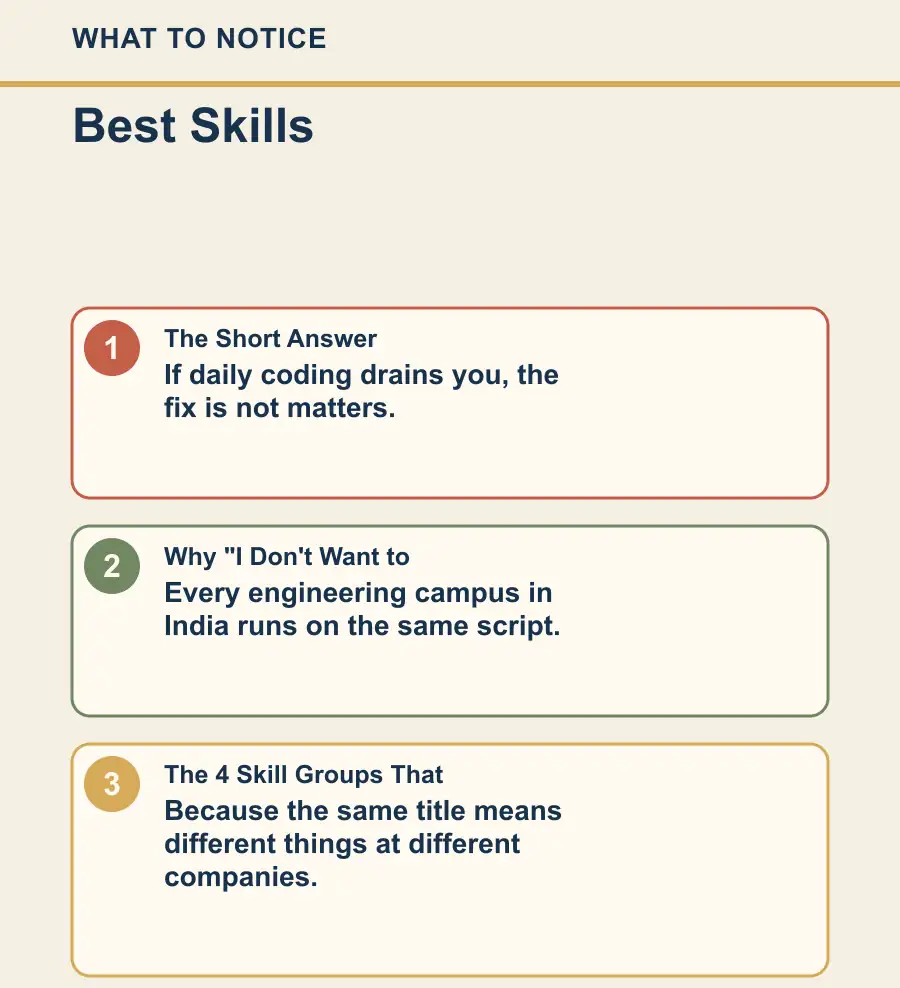 WHAT TO NOTICE
Best Skills
1
The Short Answer
If daily coding drains you, the
fix is not matters.
2
Why "I Don't Want to
Every engineering campus in
India runs on the same script.
3
The 4 Skill Groups That
Because the same title means
different things at different
companies.